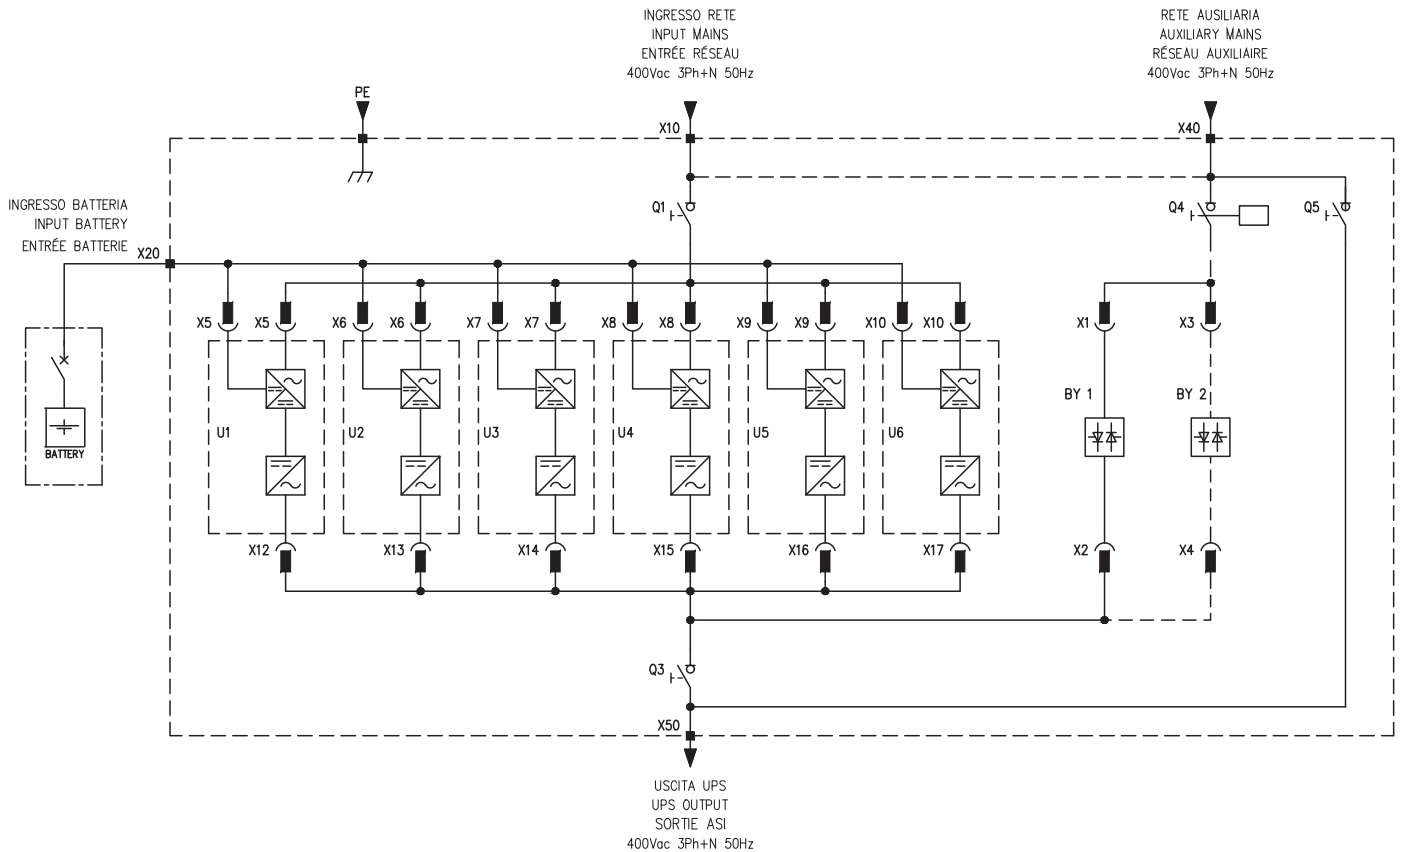 INGRESSO RETE
INPUT MAINS
ENTRÉE RÉSEAU
400Vac 3Ph+N 50Hz
RETE AUSILIARIA
AUXILIARY MAINS
RÉSEAU AUXILIAIRE
400Vac 3Ph+N 50Hz
PE
X10
X40
INGRESSO BATTERIA
INPUT BATTERY
ENTRÉE BATTERIE
X20
Q1
Q4
Q5
X5 X5 X6 X6 X7 X7 X8 X8 X9 X9 X10 X10 X1 X3
BY 1
BY 2
U1 U2 U3 U4 U5 U6
BATTERY
X12 X13 X14 X15 X16 X17 X2 X4
Q3
X50
USCITA UPS
UPS OUTPUT
SORTIE ASI
400Vac 3Ph+N 50Hz